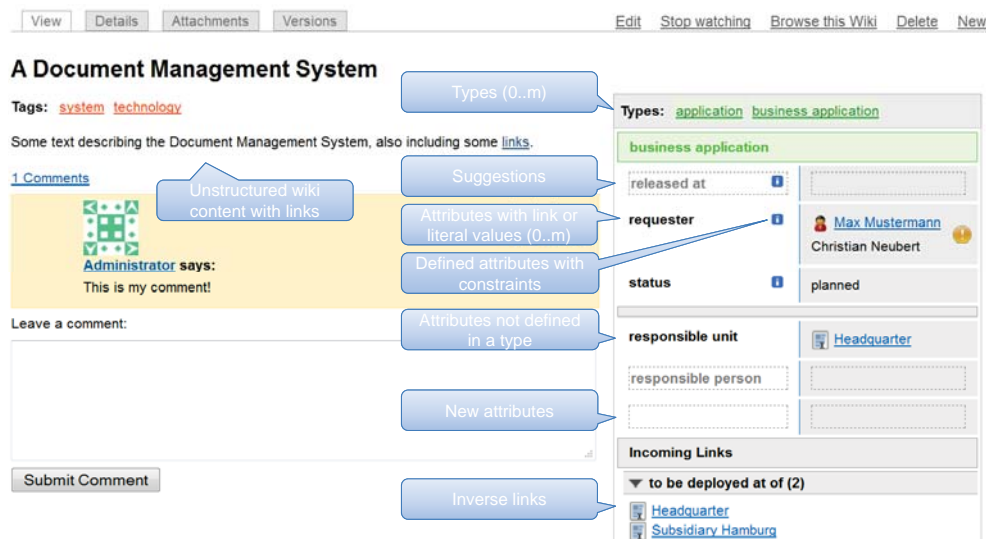 View Details Attachments Versions Edit Stop watching Browse this Wiki Delete New
A Document Management System
Tags: system technology
Some text describing the Document Management System, also including some links.
1 Comments
Unstructured wiki
content with links
Administrator says:
This is my comment!
Leave a comment:
Submit Comment
Types (0..m)
Suggestions
Attributes with link or
literal values (0..m)
Defined attributes with
constraints
Attributes not defined
in a type
New attributes
Inverse links
Types: application business application
business application
released at
requester Max Mustermann
Christian Neubert
status planned
responsible unit Headquarter
responsible person
Incoming Links
to be deployed at of (2)
Headquarter
Subsidiary Hamburg